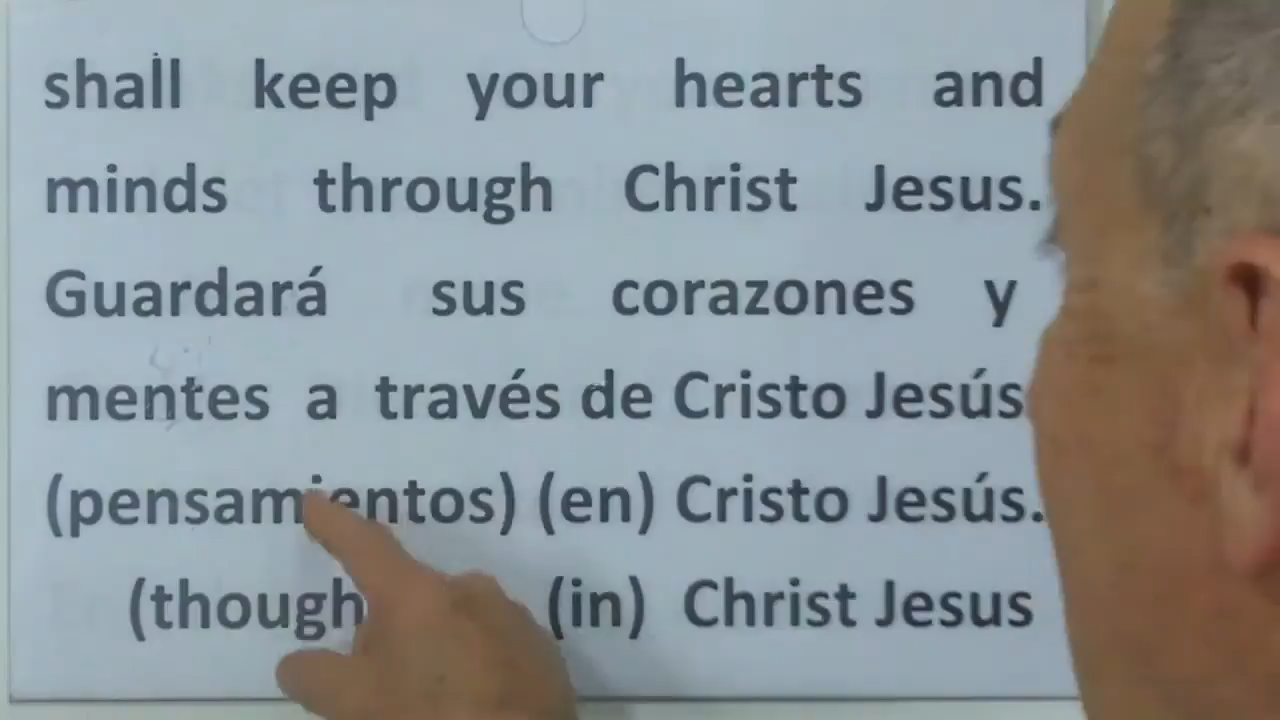 shall keep your hearts and
minds through Christ Jesus.
Guardará sus corazones y
mentes a través de Cristo Jesús
(pensamientos) (en) Cristo Jesús.
(in) Christ Jesus